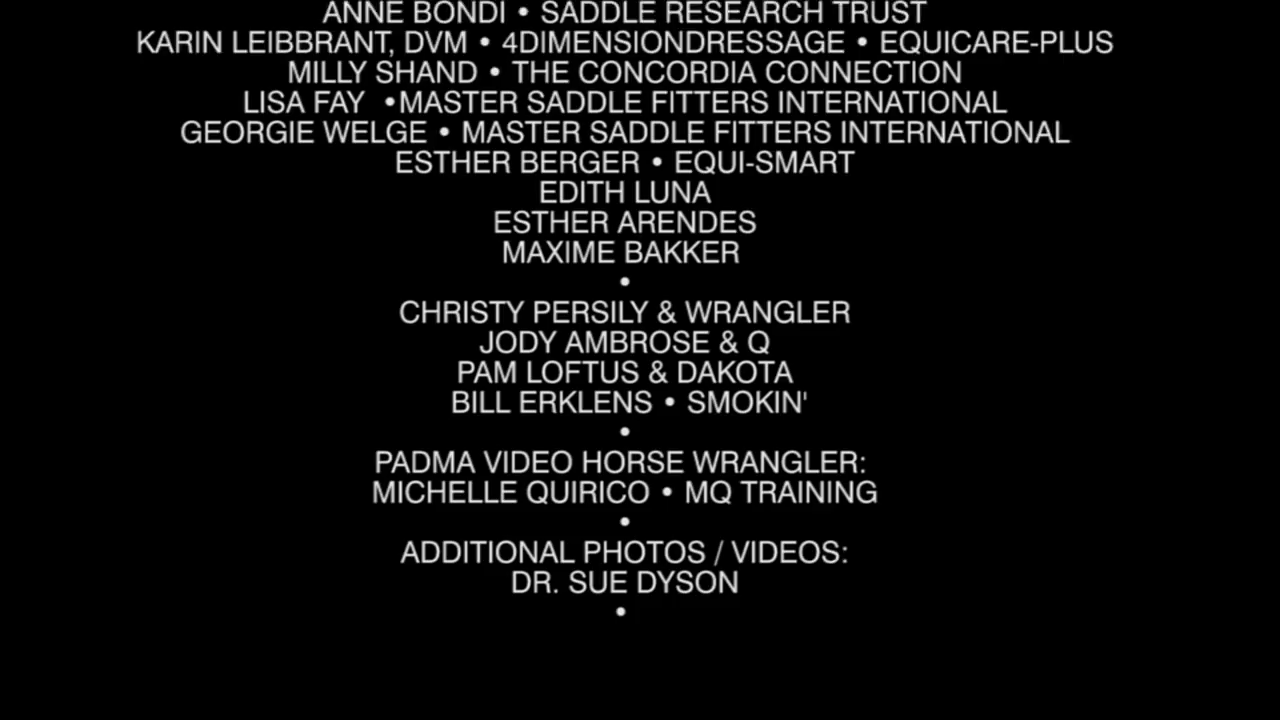 ANNE BONDI • SADDLE RESEARCH TRUST
KARIN LEIBBRANT, DVM • 4DIMENSIONDRESSAGE • EQUICARE-PLUS
MILLY SHAND • THE CONCORDIA CONNECTION
LISA FAY •MASTER SADDLE FITTERS INTERNATIONAL
GEORGIE WELGE • MASTER SADDLE FITTERS INTERNATIONAL
ESTHER BERGER • EQUI-SMART
EDITH LUNA
ESTHER ARENDES
MAXIME BAKKER
•
CHRISTY PERSILY & WRANGLER
JODY AMBROSE & Q
PAM LOFTUS & DAKOTA
BILL ERKLENS • SMOKIN'
•
PADMA VIDEO HORSE WRANGLER:
MICHELLE QUIRICO • MQ TRAINING
•
ADDITIONAL PHOTOS / VIDEOS:
DR. SUE DYSON
•